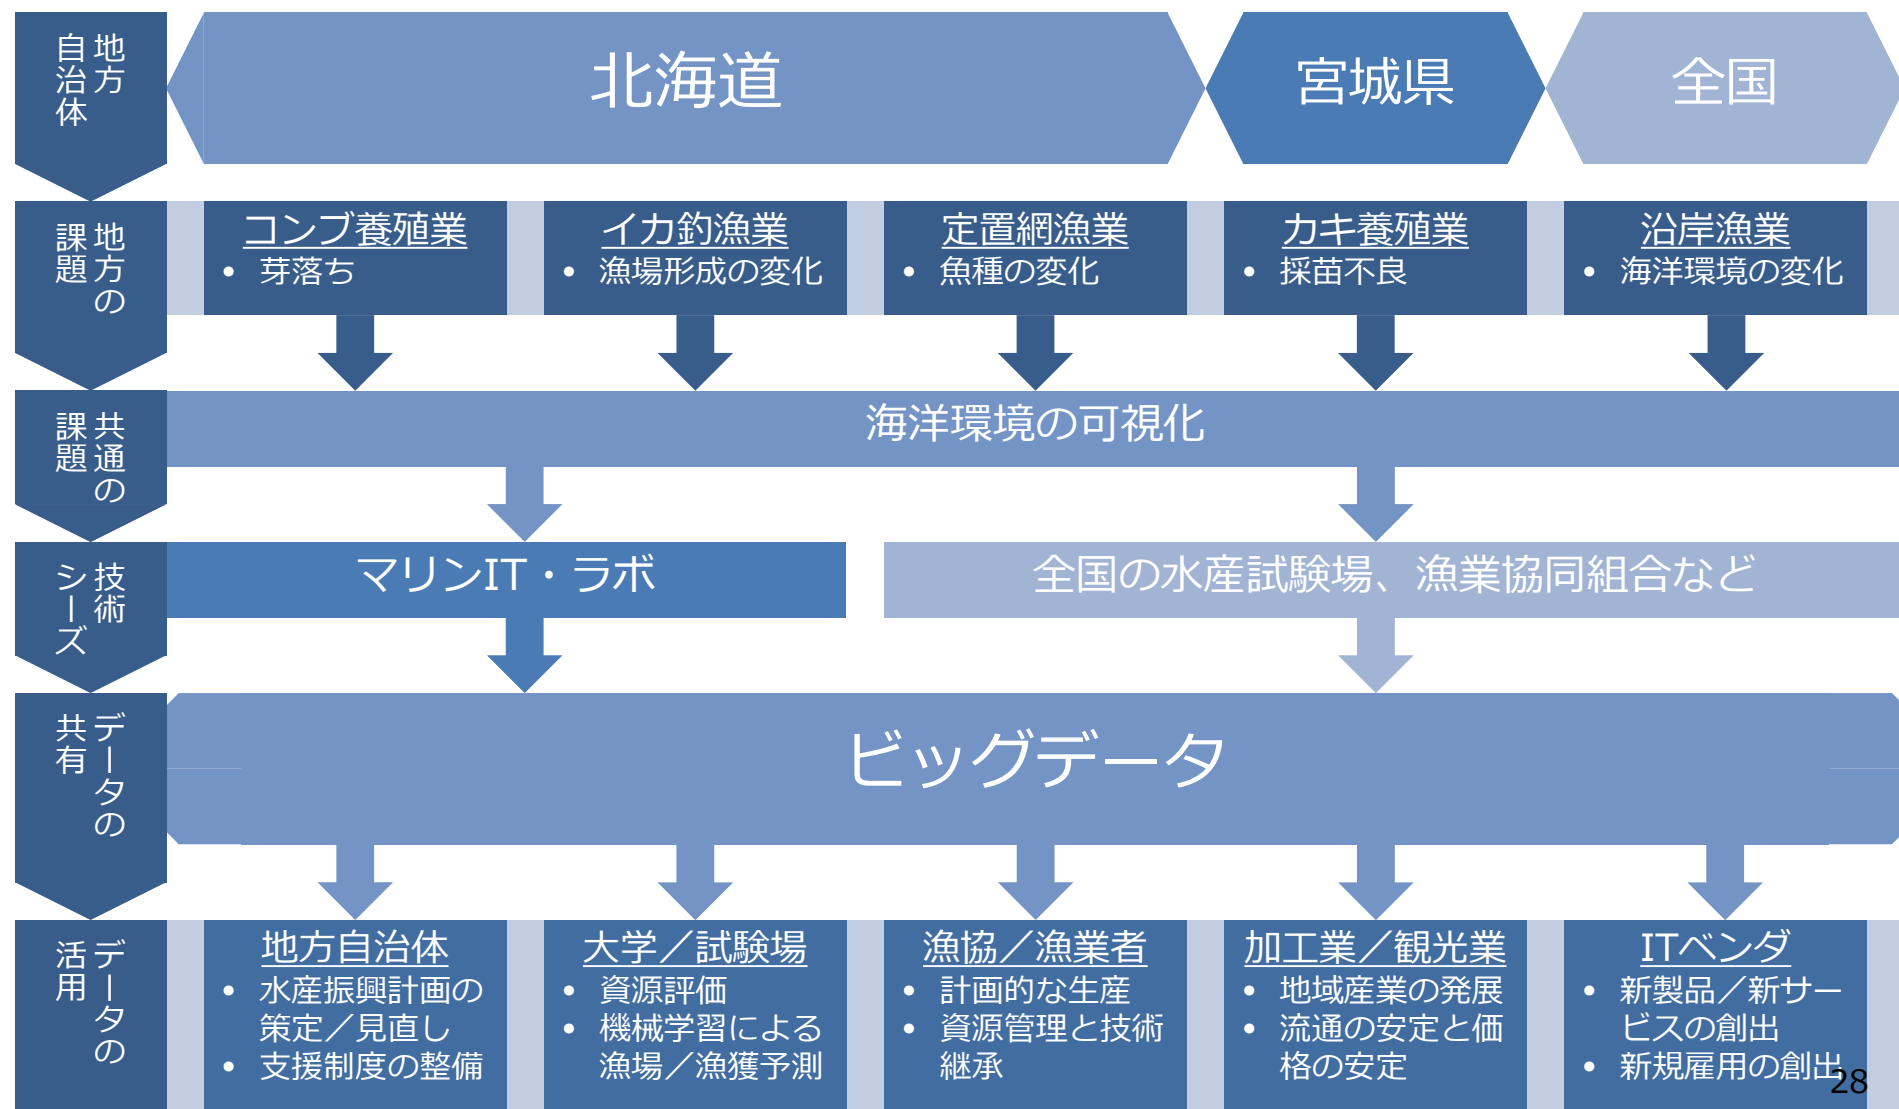 地方
自治体
北海道
宮城県
全国
地方の
課題
コンブ養殖業
• 芽落ち
イカ釣漁業
• 漁場形成の変化
定置網漁業
• 魚種の変化
カキ養殖業
• 採苗不良
沿岸漁業
• 海洋環境の変化
共通の
課題
海洋環境の可視化
技術
シーズ
マリンIT・ラボ
全国の水産試験場、漁業協同組合など
データの
共有
ビッグデータ
データの
活用
地方自治体
• 水産振興計画の
策定／見直し
• 支援制度の整備
大学／試験場
• 資源評価
• 機械学習による
漁場／漁獲予測
漁協／漁業者
• 計画的な生産
• 資源管理と技術
継承
加工業／観光業
• 地域産業の発展
• 流通の安定と価
格の安定
ITベンダ
• 新製品／新サー
ビスの創出
• 新規雇用の創出
28